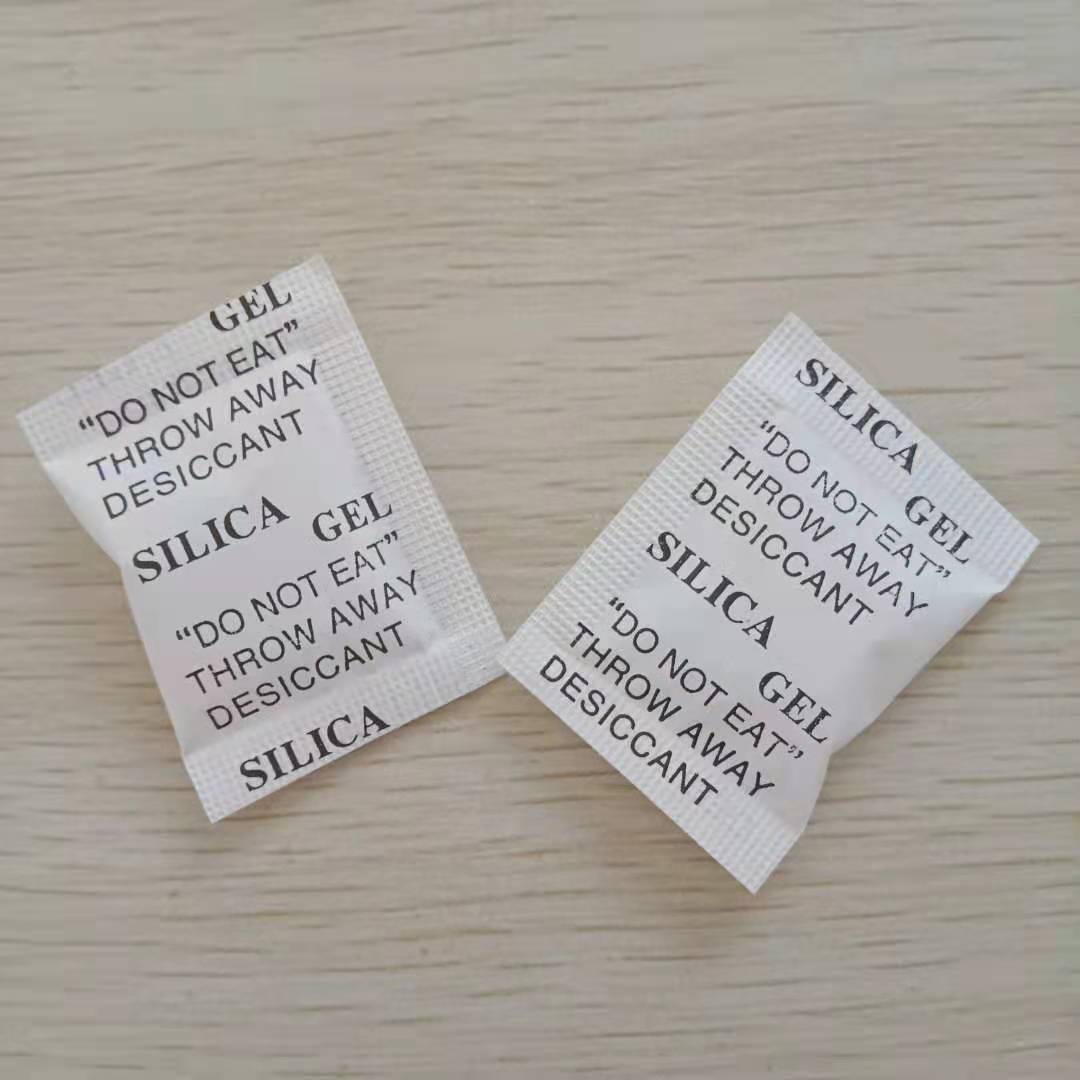 GEL
“DO NOT EAT”
THROW AWAY
DESICCANT
SILICA GEL
“DO NOT EAT”
THROW AWAY
DESICCANT
SILICA
SILICA GEL
“DO NOT EAT”
THROW AWAY
DESICCANT
SILICA GEL
“DO NOT EAT”
THROW AWAY
DESICCANT